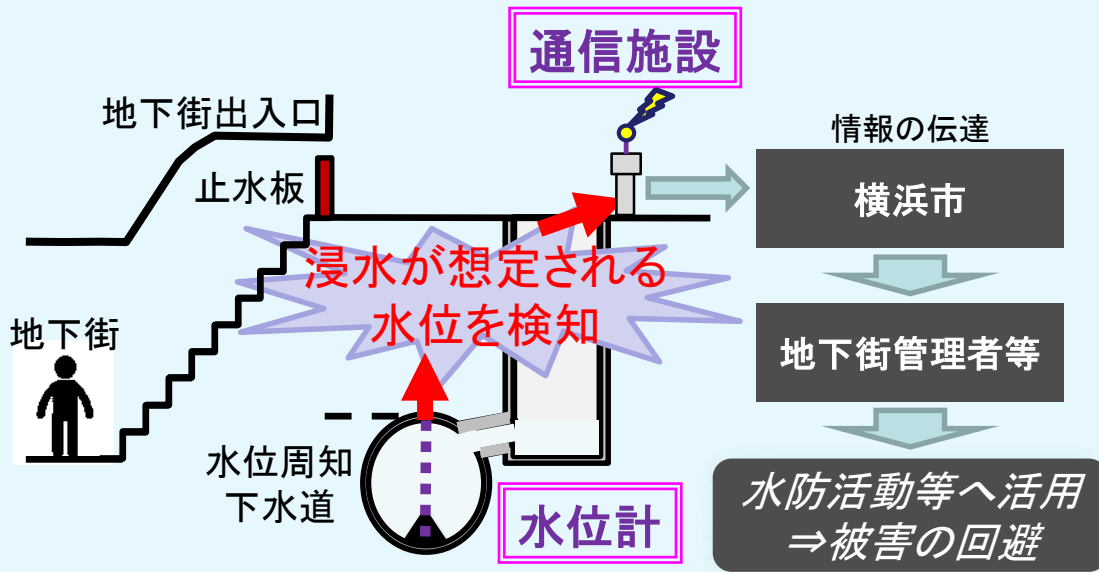 通信施設
地下街出入口
情報の伝達
止水板
横浜市
浸水が想定される
水位を検知
地下街
地下街管理者等
水位周知
下水道
水位計
水防活動等へ活用
⇒被害の回避